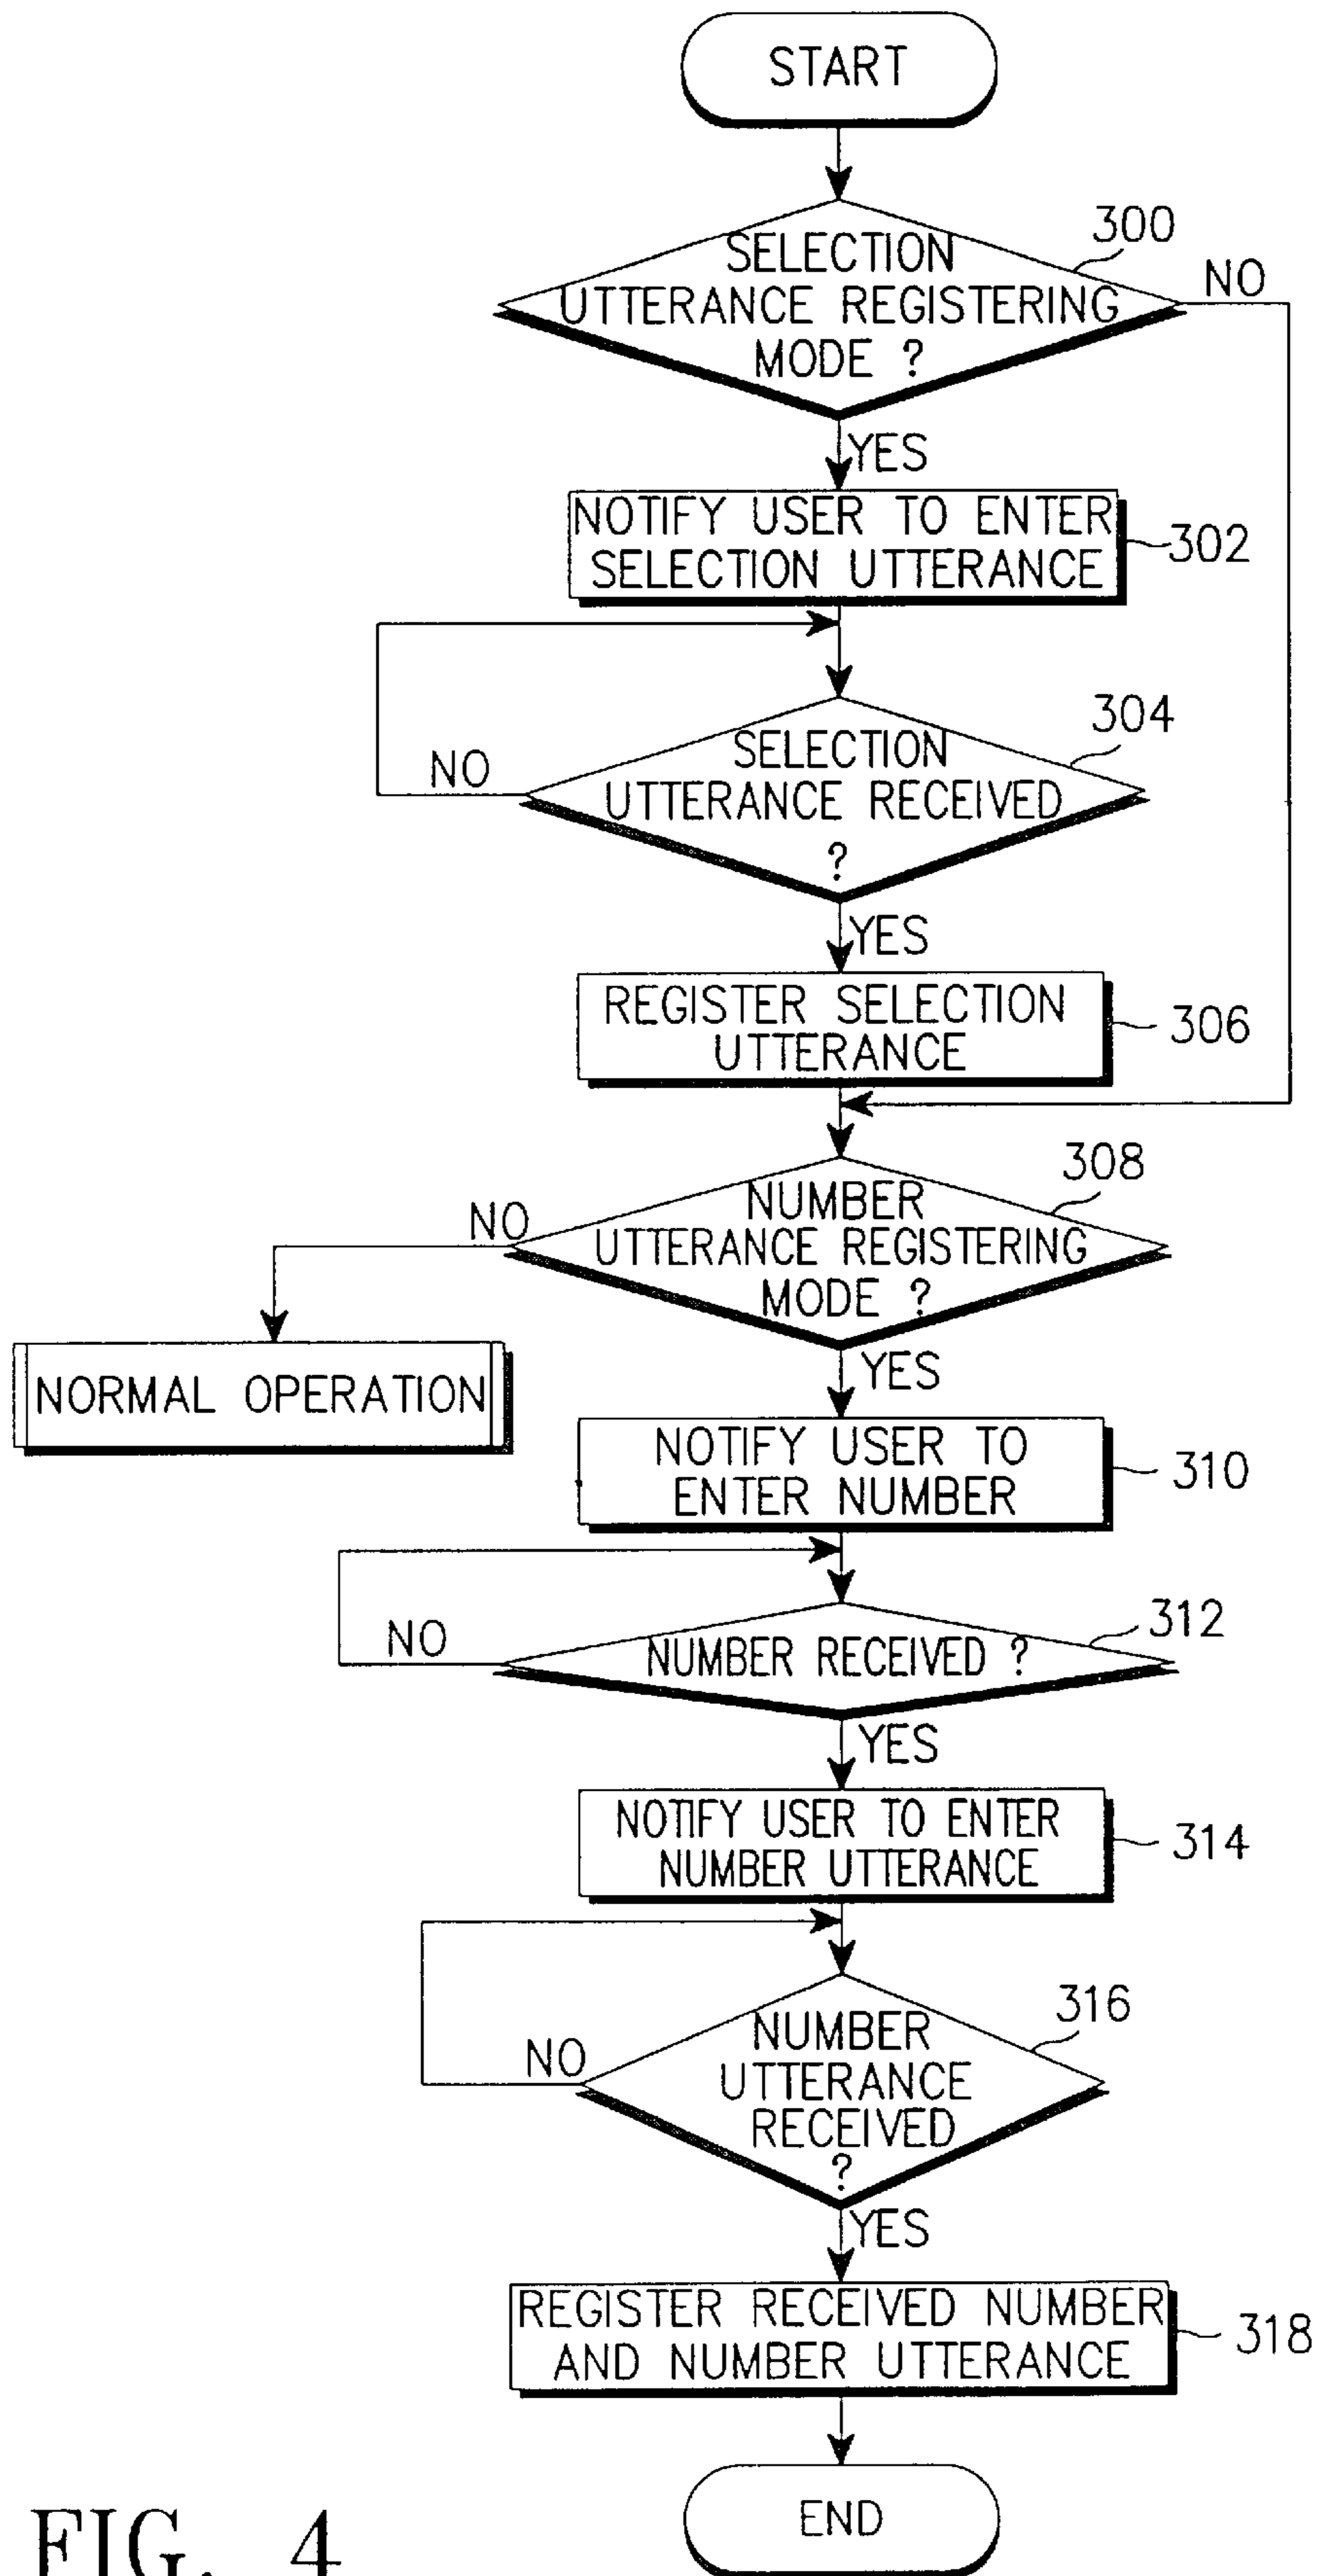 START
300
SELECTION
UTTERANCE REGISTERING
MODE ?
NO
YES
NOTIFY USER TO ENTER
SELECTION UTTERANCE
302
304
SELECTION
UTTERANCE RECEIVED
?
NO
YES
REGISTER SELECTION
UTTERANCE
306
308
NUMBER
UTTERANCE REGISTERING
MODE ?
NO
YES
NORMAL OPERATION
NOTIFY USER TO
ENTER NUMBER
310
312
NUMBER RECEIVED ?
NO
YES
NOTIFY USER TO ENTER
NUMBER UTTERANCE
314
316
NUMBER
UTTERANCE
RECEIVED
?
NO
YES
REGISTER RECEIVED NUMBER
AND NUMBER UTTERANCE
318
END
FIG. 4